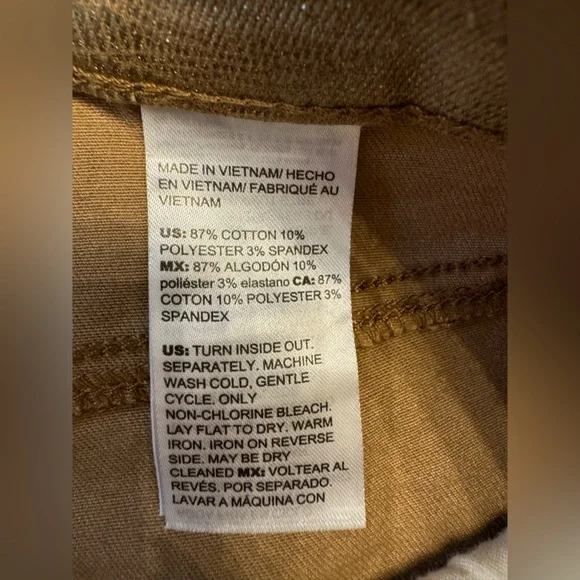 MADE IN VIETNAM/ HECHO
EN VIETNAM/ FABRIQUÉ AU
VIETNAM
US: 87% COTTON 10%
POLYESTER 3% SPANDEX
MX: 87% ALGODÓN 10%
poliéster 3% elastano CA: 87%
COTON 10% POLYESTER 3%
SPANDEX
US: TURN INSIDE OUT.
SEPARATELY. MACHINE
WASH COLD, GENTLE
CYCLE. ONLY
NON-CHLORINE BLEACH.
LAY FLAT TO DRY. WARM
IRON. IRON ON REVERSE
SIDE. MAY BE DRY
CLEANED MX: VOLTEAR AL
REVÉS. POR SEPARADO.
LAVAR A MÁQUINA CON